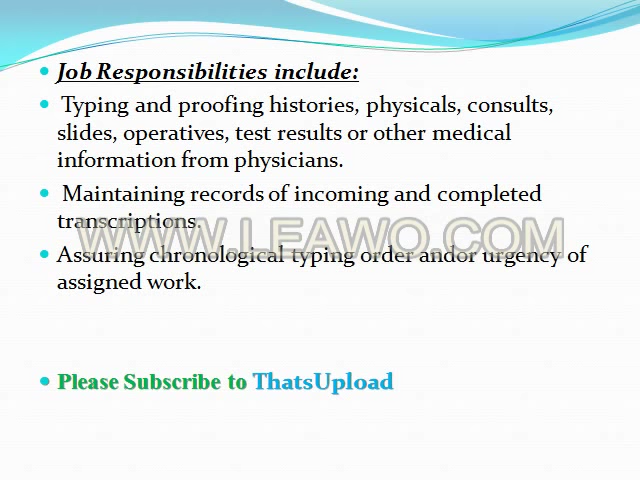 Job Responsibilities include:
Typing and proofing histories, physicals, consults,
slides, operatives, test results or other medical
information from physicians.
Maintaining records of incoming and completed
transcriptions.
WWW.LEAWO.COM
Assuring chronological typing order andor urgency of
assigned work.
Please Subscribe to ThatsUpload